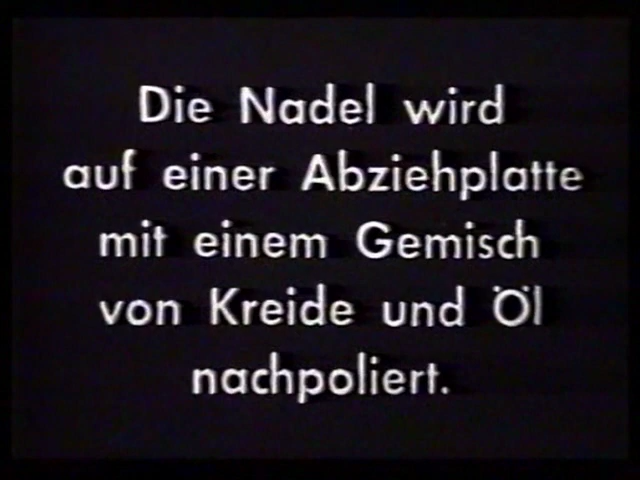 Die Nadel wird
auf einer Abziehplatte
mit einem Gemisch
von Kreide und Öl
nachpoliert.